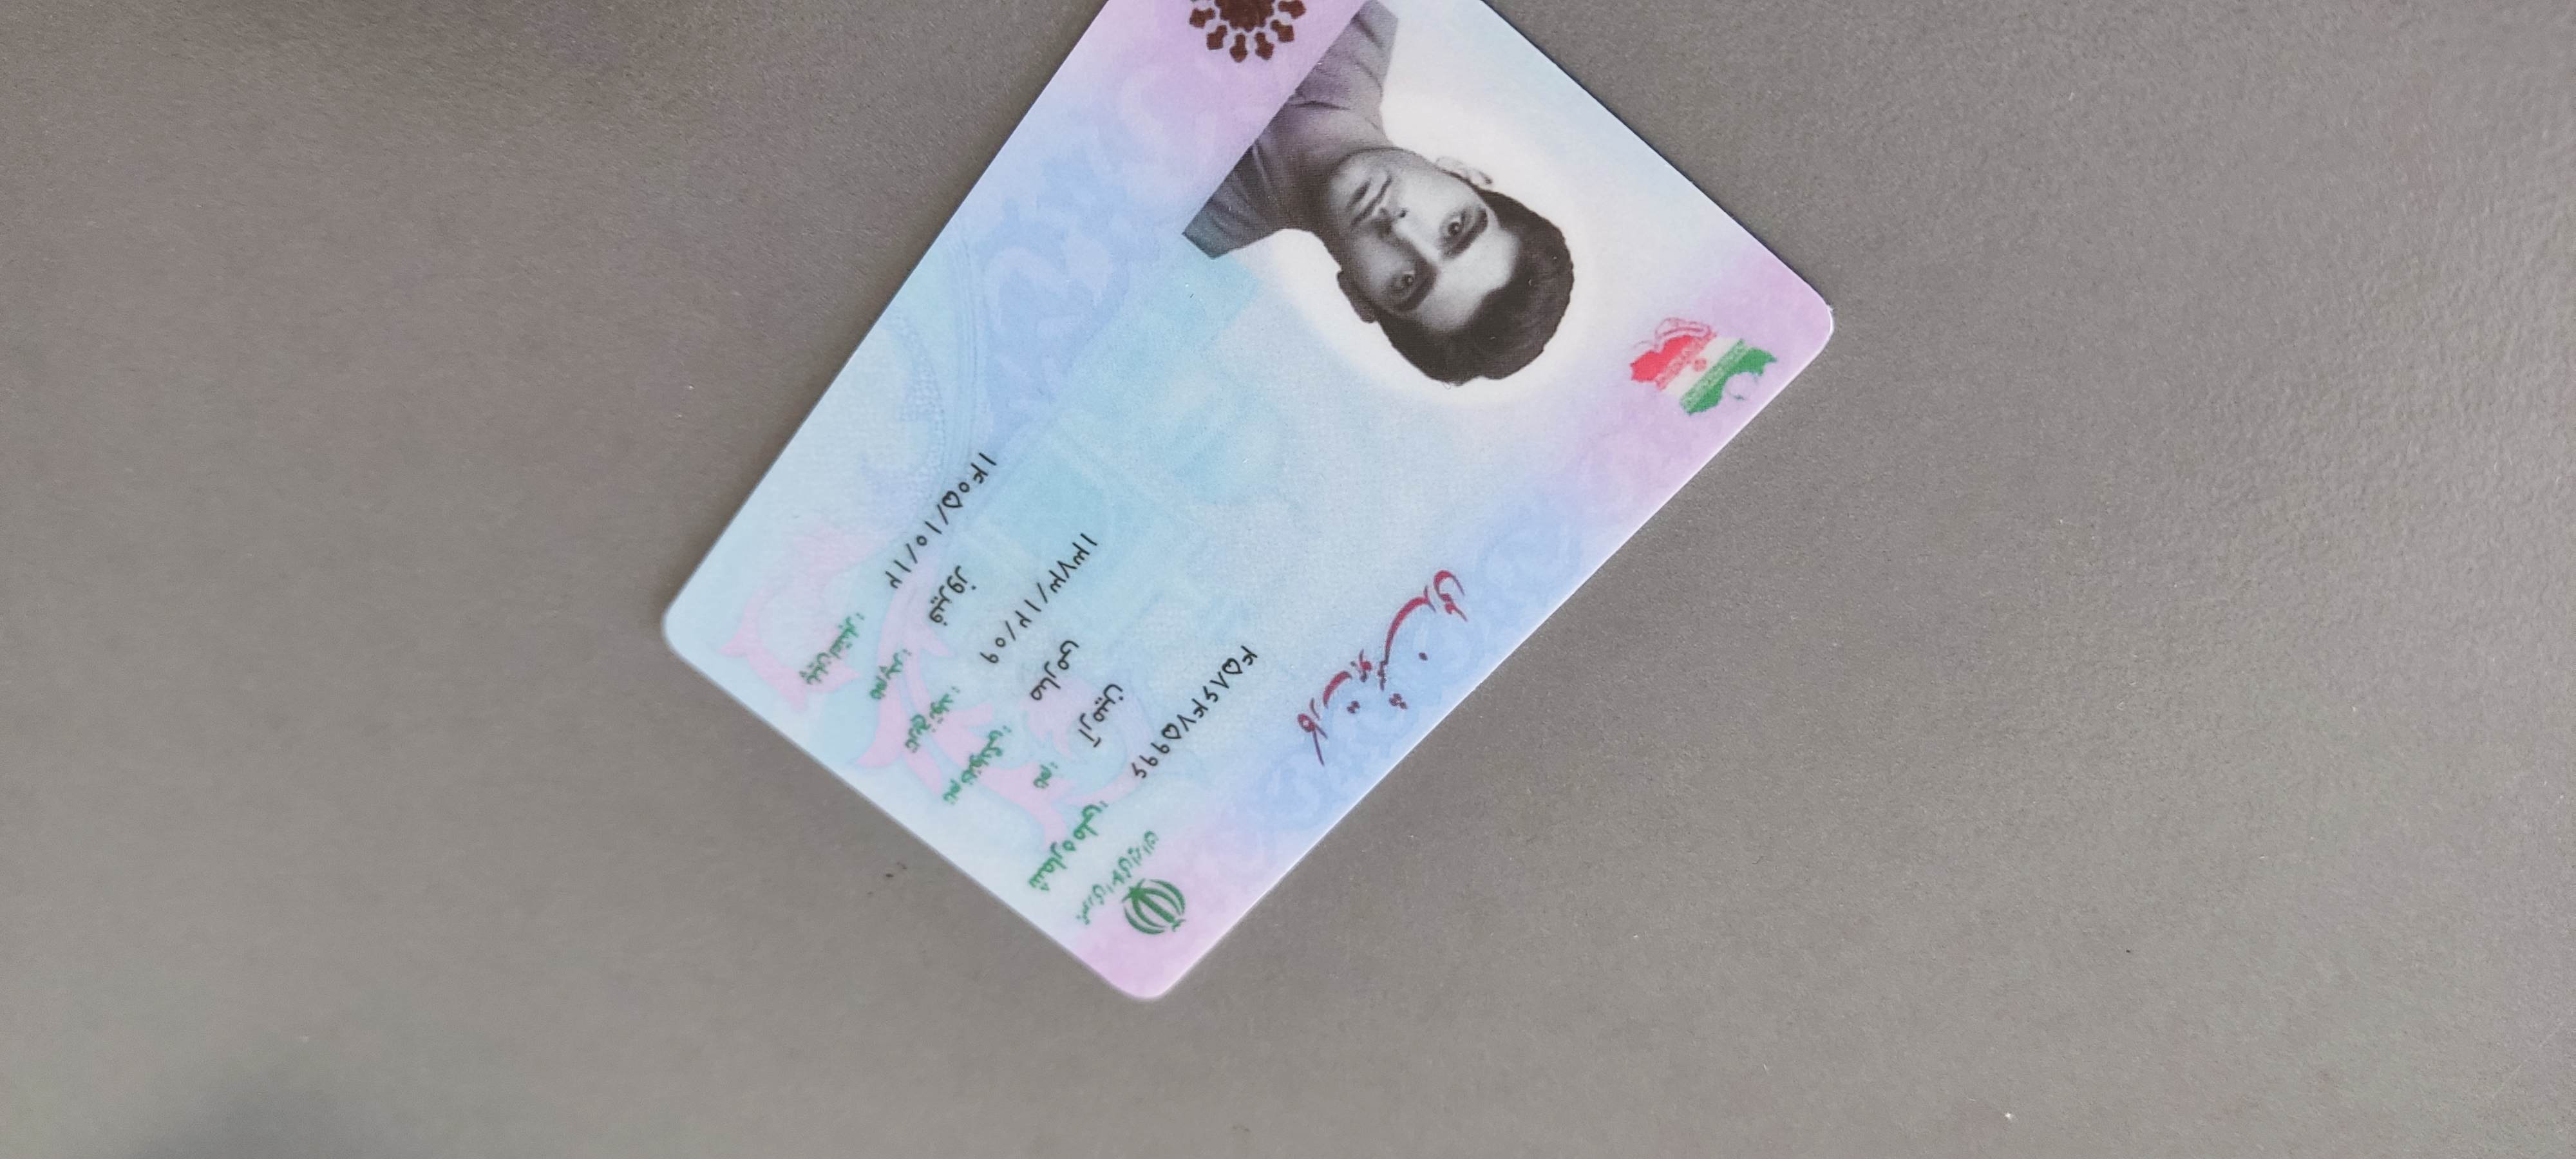 جمهوری اسلامی ایران
کارت هوشمند ملی
شماره ملی: ۴۵۸۶۴۷۵۹۹۶
نام: آرمین
نام خانوادگی: صارمی
تاریخ تولد: ۱۳۷۳/۱۲/۰۹
نام پدر: فیروز
پایان اعتبار: ۱۴۰۵/۱۰/۱۲